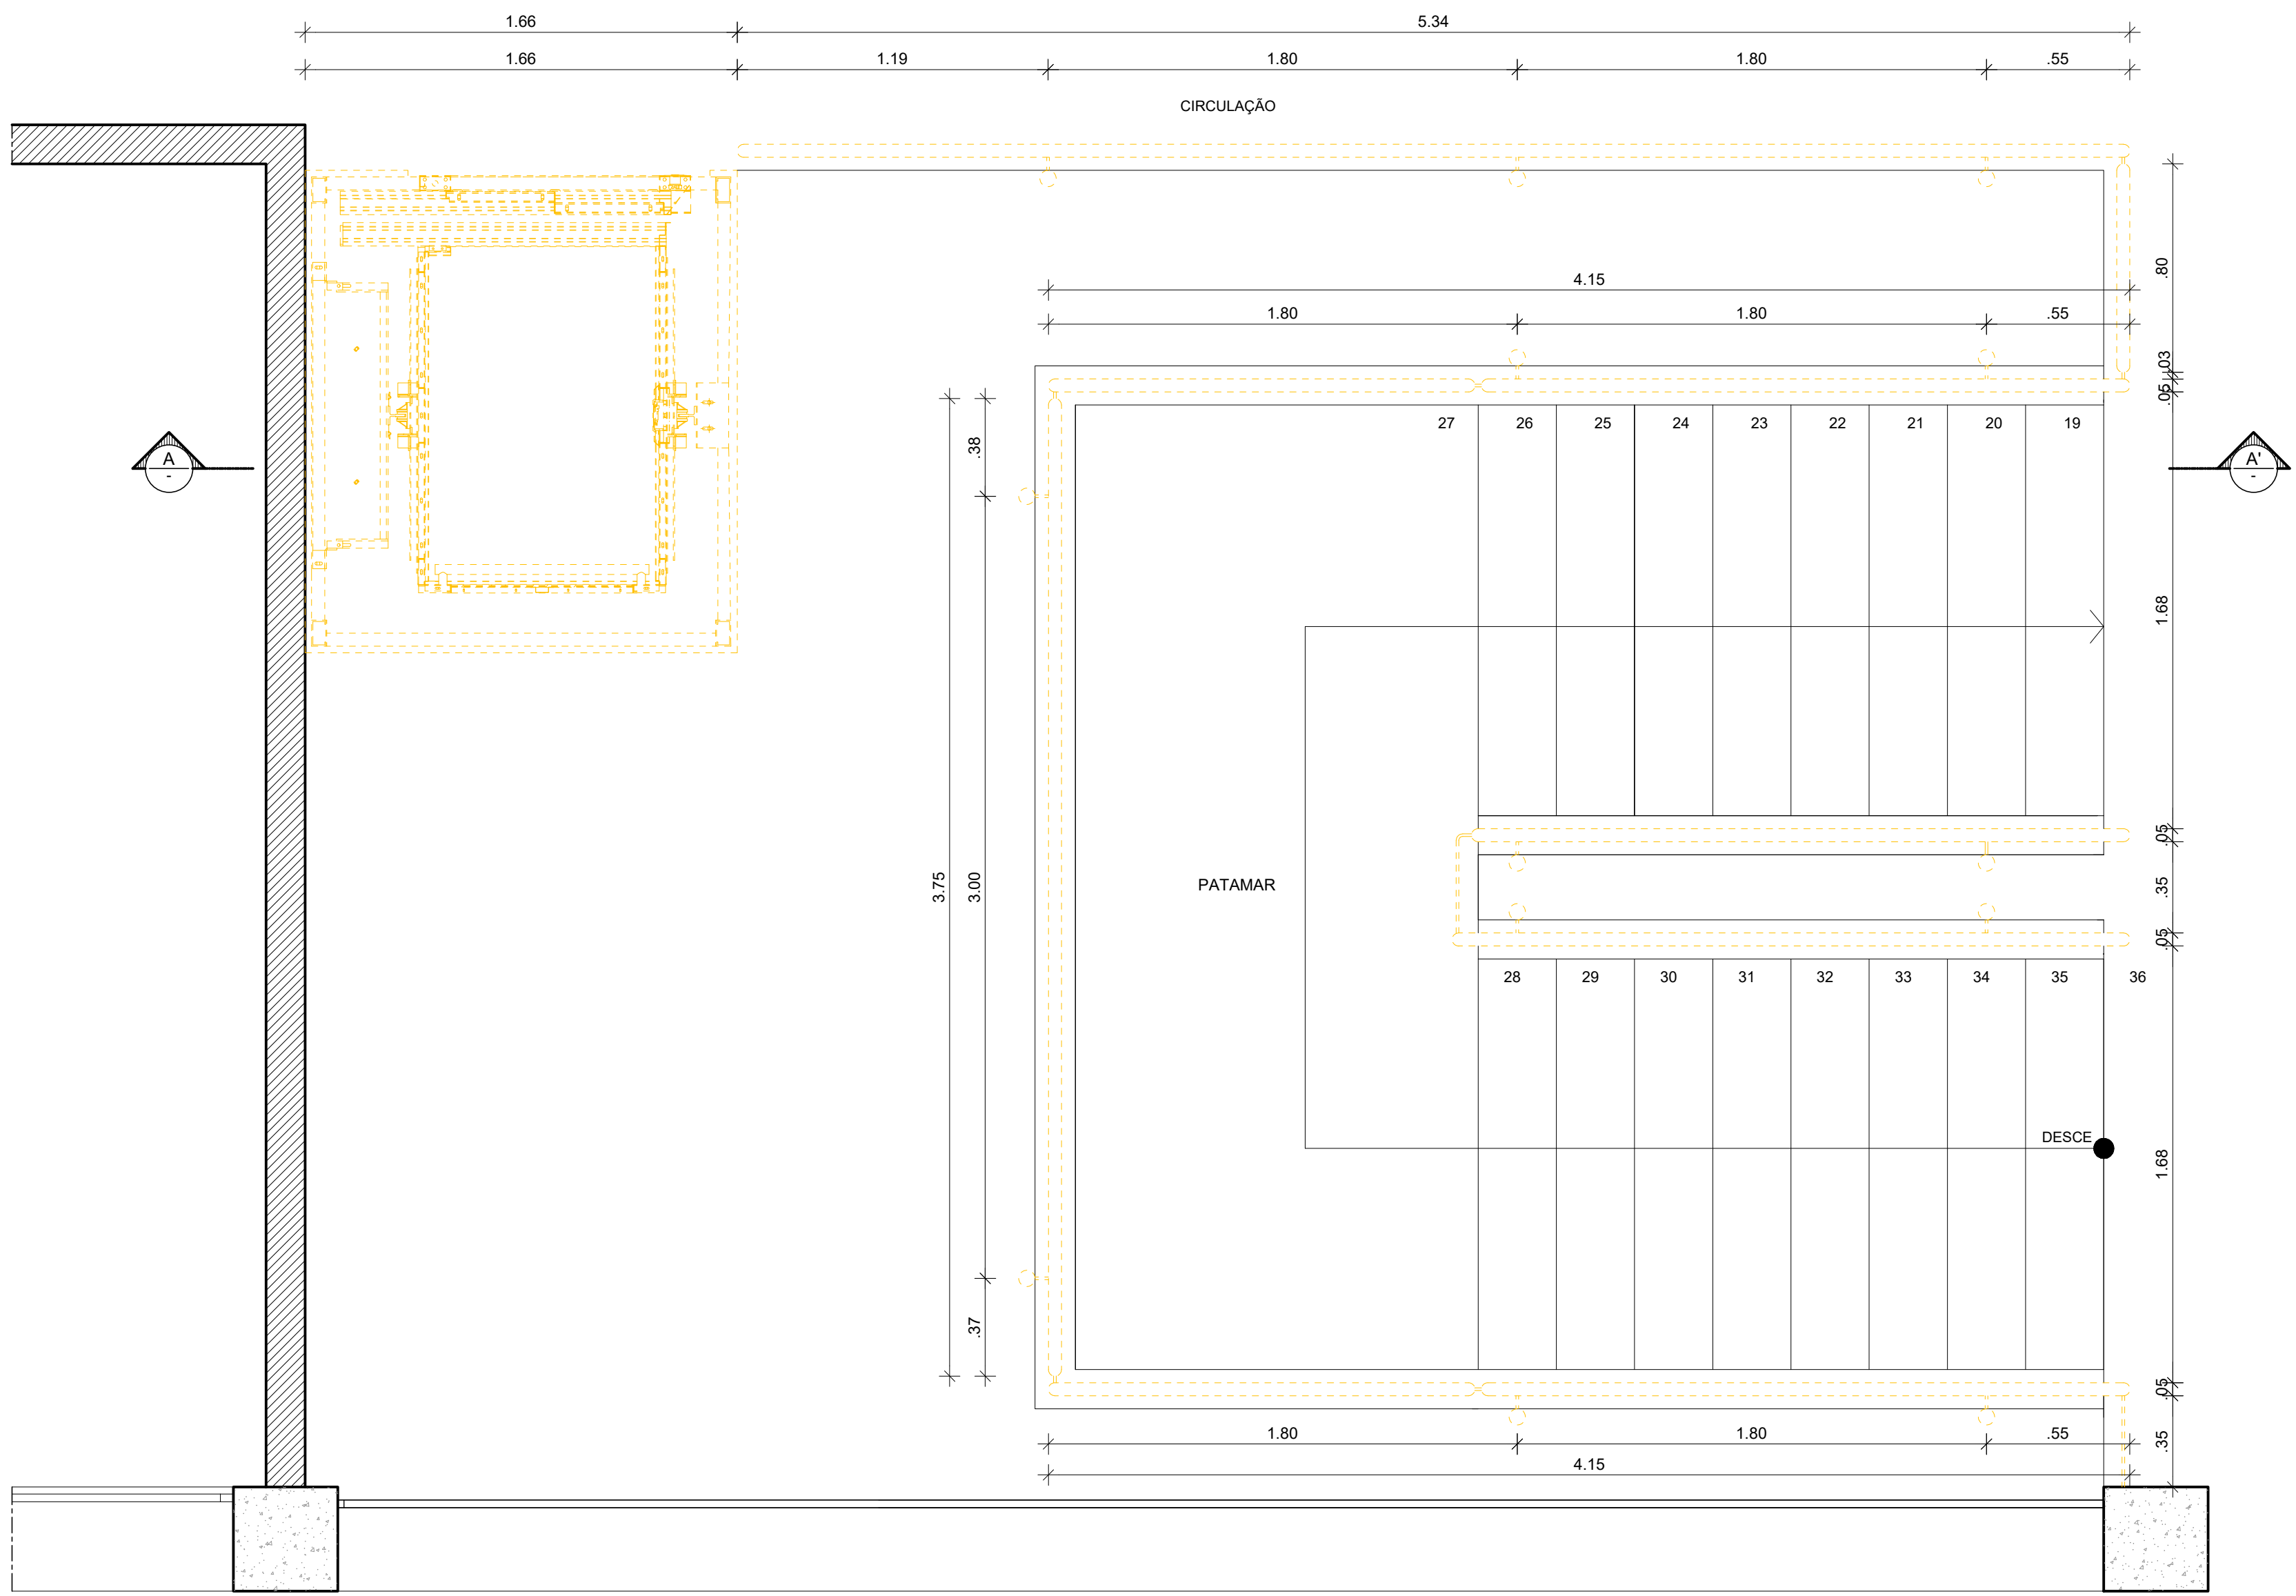 1.66 5.34
1.66 1.19 1.80 1.80 .55
CIRCULAÇÃO
.80
4.15
1.80 1.80 .55
.03
.05
27 26 25 24 23 22 21 20 19
.38
A
-
A'
-
1.68
.05
3.75 3.00 PATAMAR .35
.05
28 29 30 31 32 33 34 35 36
DESCE
1.68
.37
.05
1.80 1.80 .55
.35
4.15